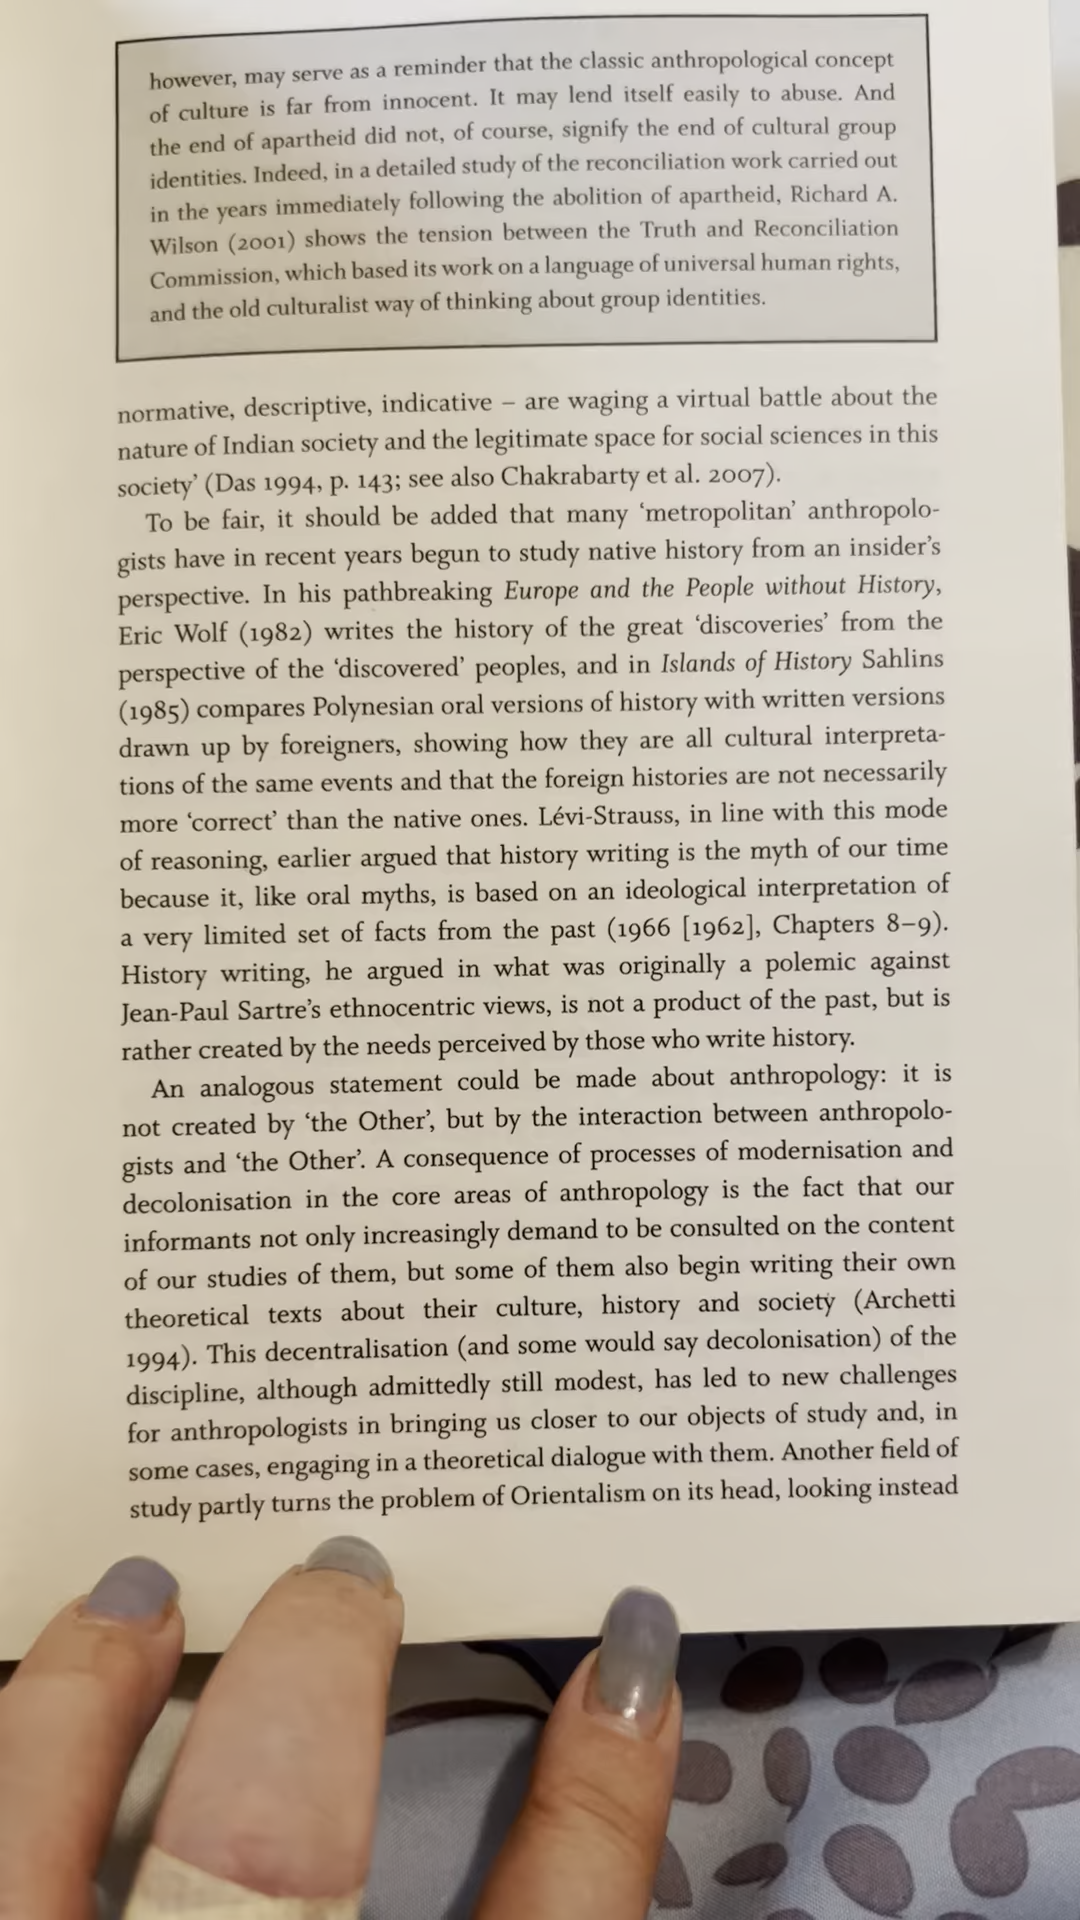 however, may serve as a reminder that the classic anthropological concept
of culture is far from innocent. It may lend itself easily to abuse. And
the end of apartheid did not, of course, signify the end of cultural group
identities. Indeed, in a detailed study of the reconciliation work carried out
in the years immediately following the abolition of apartheid, Richard A.
Wilson (2001) shows the tension between the Truth and Reconciliation
Commission, which based its work on a language of universal human rights,
and the old culturalist way of thinking about group identities.
normative, descriptive, indicative – are waging a virtual battle about the
nature of Indian society and the legitimate space for social sciences in this
society’ (Das 1994, p. 143; see also Chakrabarty et al. 2007).
To be fair, it should be added that many ‘metropolitan’ anthropolo-
gists have in recent years begun to study native history from an insider’s
perspective. In his pathbreaking Europe and the People without History,
Eric Wolf (1982) writes the history of the great ‘discoveries’ from the
perspective of the ‘discovered’ peoples, and in Islands of History Sahlins
(1985) compares Polynesian oral versions of history with written versions
drawn up by foreigners, showing how they are all cultural interpreta-
tions of the same events and that the foreign histories are not necessarily
more ‘correct’ than the native ones. Lévi-Strauss, in line with this mode
of reasoning, earlier argued that history writing is the myth of our time
because it, like oral myths, is based on an ideological interpretation of
a very limited set of facts from the past (1966 [1962], Chapters 8–9).
History writing, he argued in what was originally a polemic against
Jean-Paul Sartre’s ethnocentric views, is not a product of the past, but is
rather created by the needs perceived by those who write history.
An analogous statement could be made about anthropology: it is
not created by ‘the Other’, but by the interaction between anthropolo-
gists and ‘the Other’. A consequence of processes of modernisation and
decolonisation in the core areas of anthropology is the fact that our
informants not only increasingly demand to be consulted on the content
of our studies of them, but some of them also begin writing their own
theoretical texts about their culture, history and society (Archetti
1994). This decentralisation (and some would say decolonisation) of the
discipline, although admittedly still modest, has led to new challenges
for anthropologists in bringing us closer to our objects of study and, in
some cases, engaging in a theoretical dialogue with them. Another field of
study partly turns the problem of Orientalism on its head, looking instead